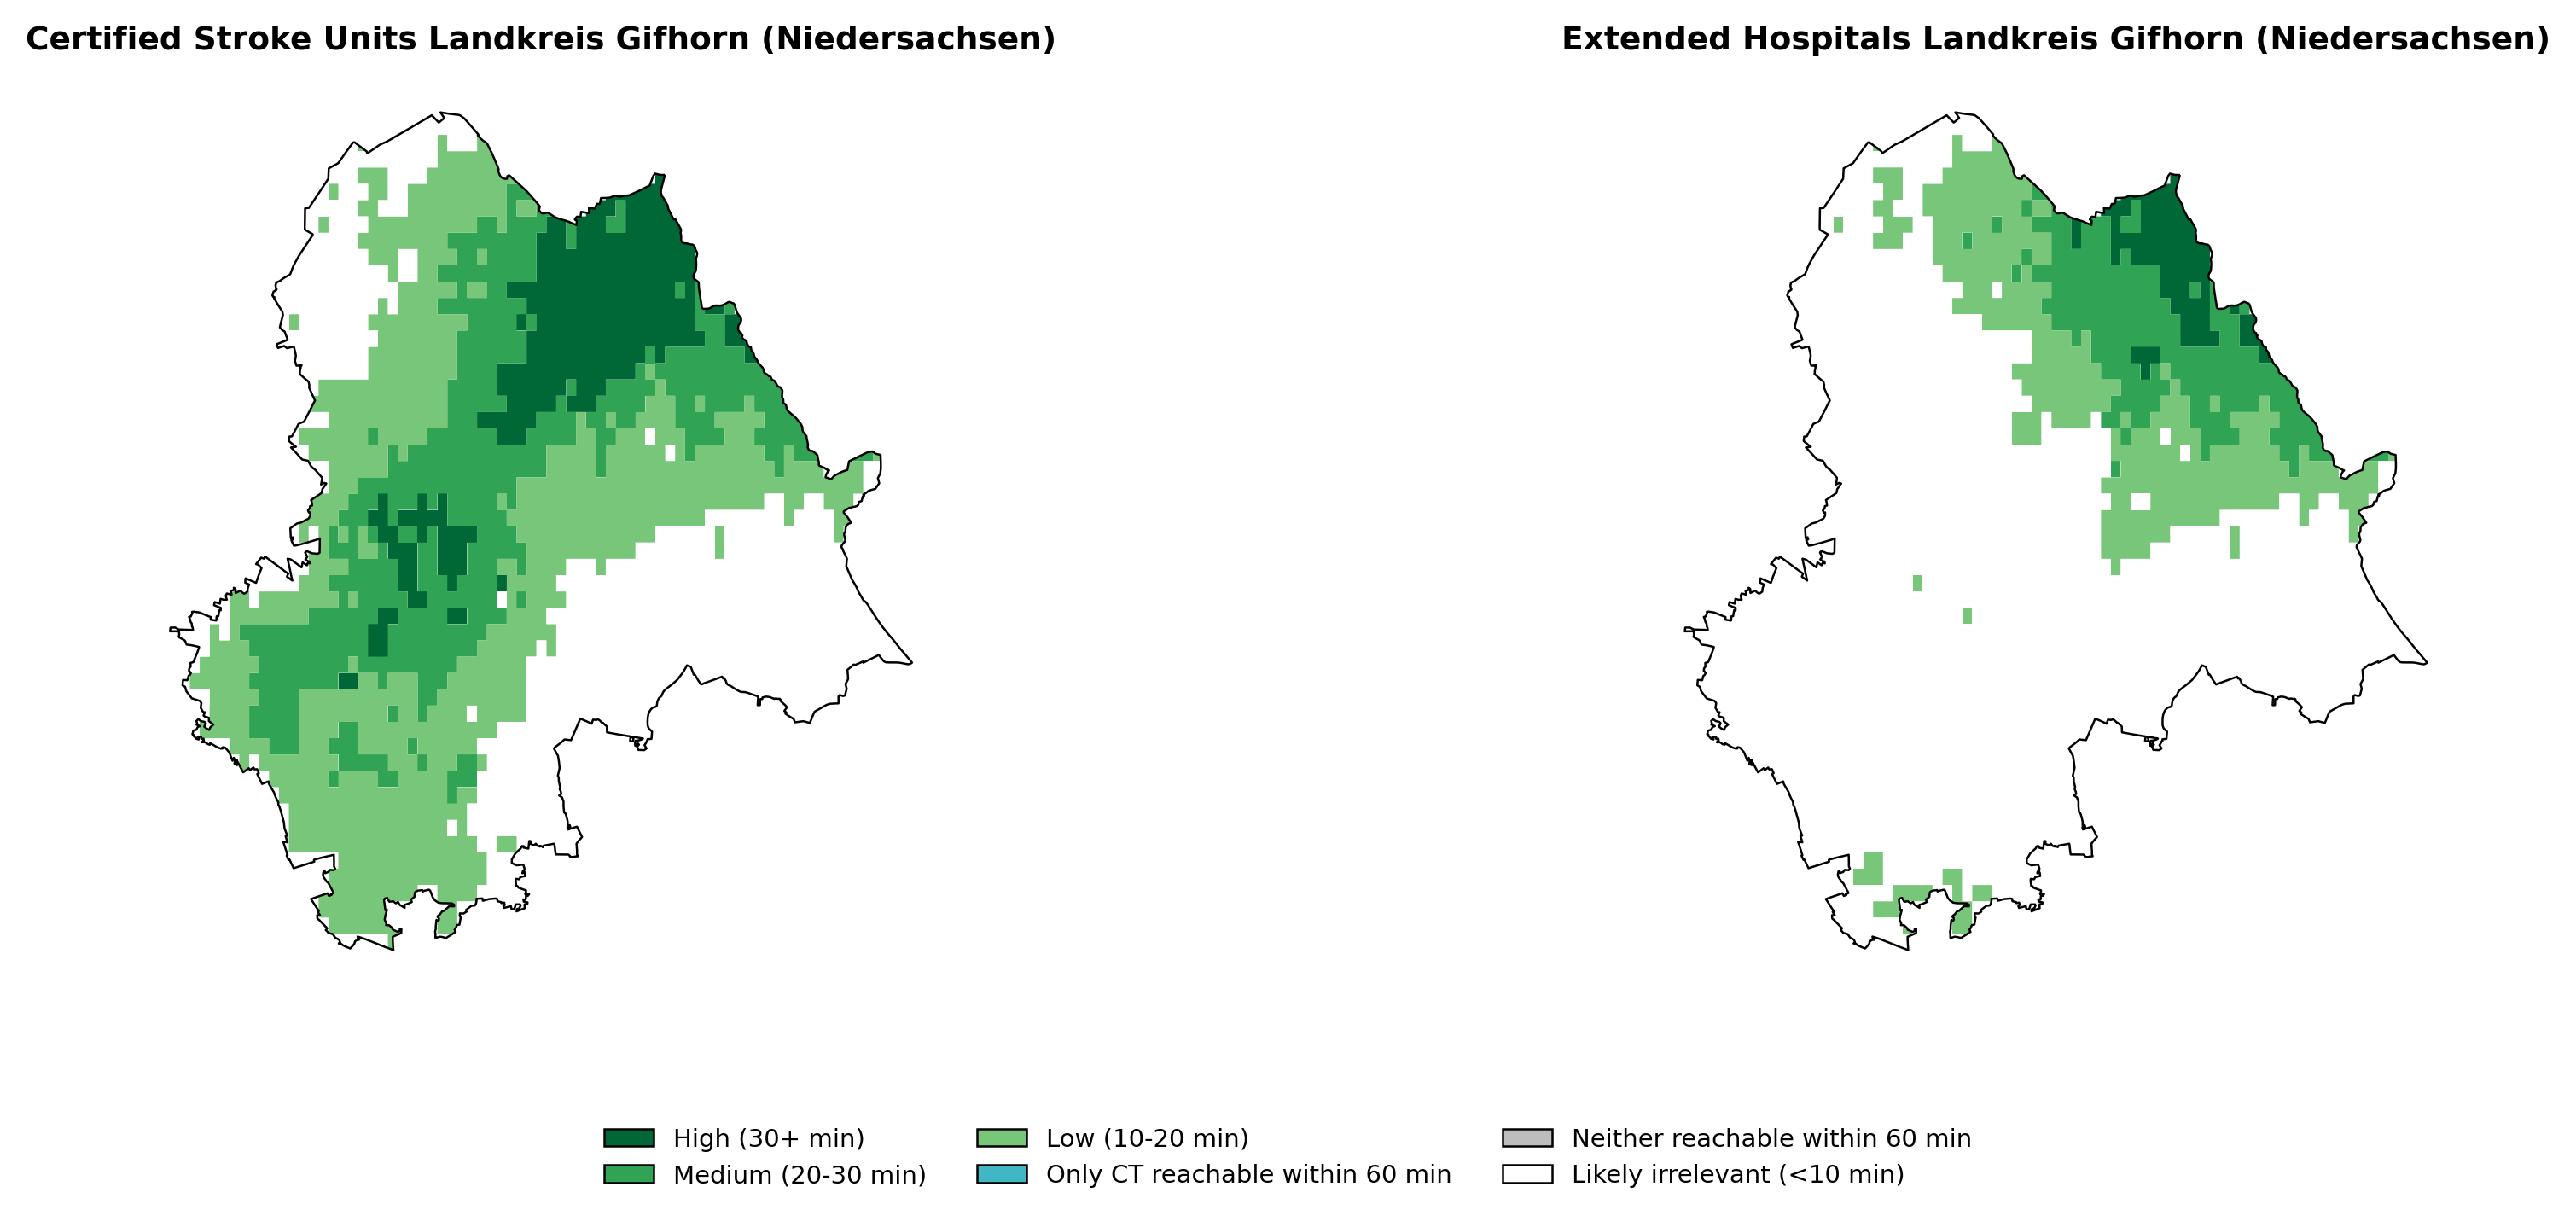 Certified Stroke Units Landkreis Gifhorn (Niedersachsen)
Extended Hospitals Landkreis Gifhorn (Niedersachsen)
High (30+ min)
Medium (20-30 min)
Low (10-20 min)
Only CT reachable within 60 min
Neither reachable within 60 min
Likely irrelevant (<10 min)